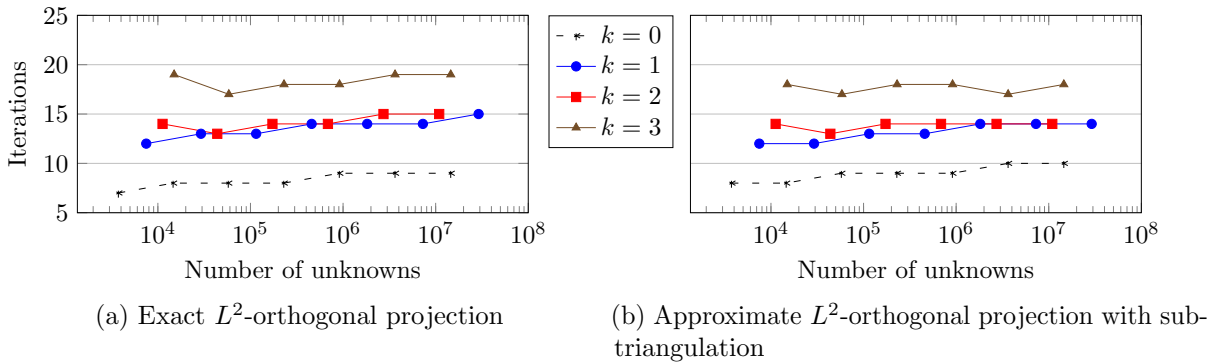 25
20
15
10
5
Iterations
10^4 10^5 10^6 10^7 10^8
Number of unknowns
(a) Exact L^2-orthogonal projection
k = 0
k = 1
k = 2
k = 3
10^4 10^5 10^6 10^7 10^8
Number of unknowns
(b) Approximate L^2-orthogonal projection with sub-
triangulation